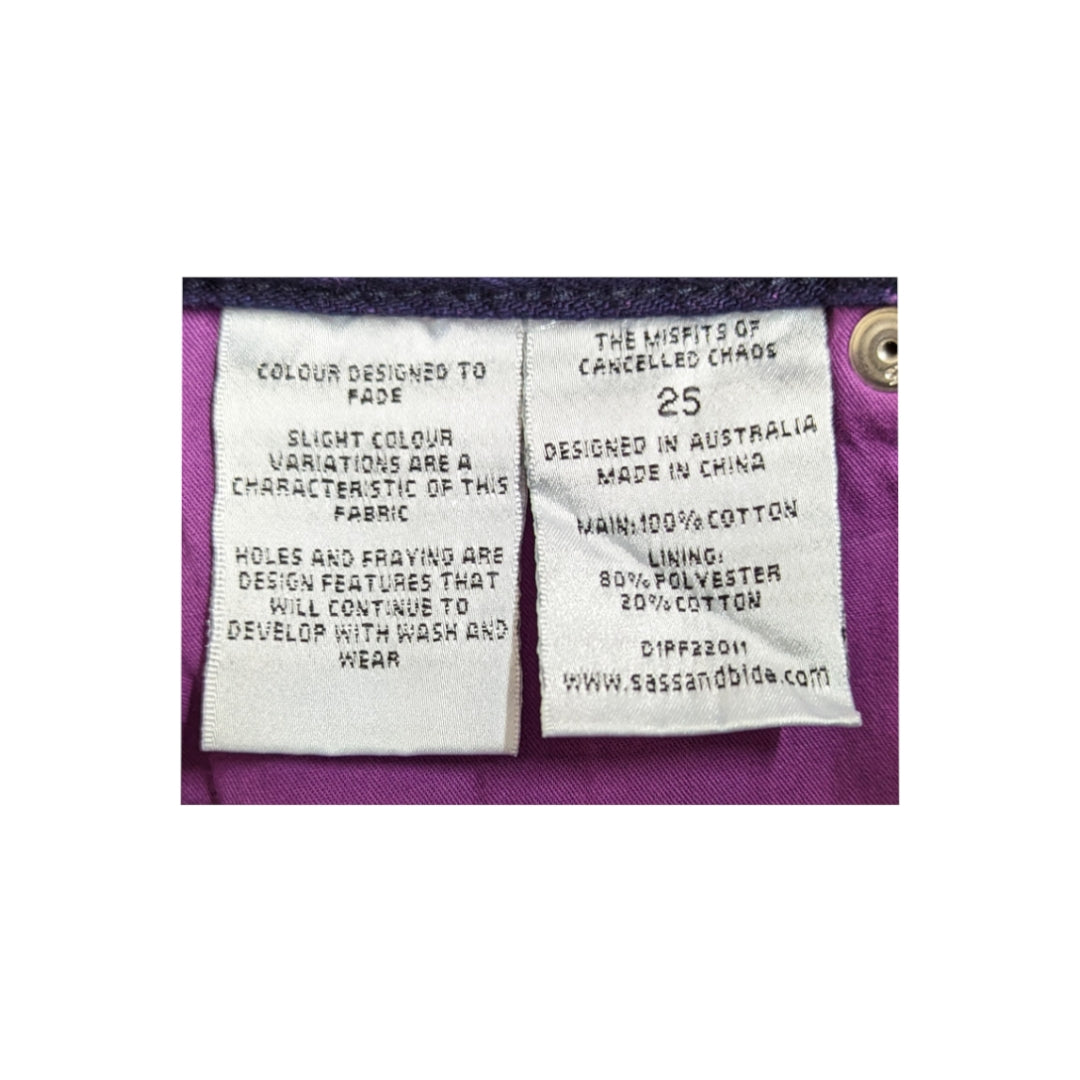 COLOUR DESIGNED TO
FADE
SLIGHT COLOUR
VARIATIONS ARE A
CHARACTERISTIC OF THIS
FABRIC
HOLES AND FRAYING ARE
DESIGN FEATURES THAT
WILL CONTINUE TO
DEVELOP WITH WASH AND
WEAR
THE MISFITS OF
CANCELLED CHAOS
25
DESIGNED IN AUSTRALIA
MADE IN CHINA
MAIN:100%COTTON
LINING:
80%POLYESTER
20%COTTON
D1PF22011
www.sassandbide.com